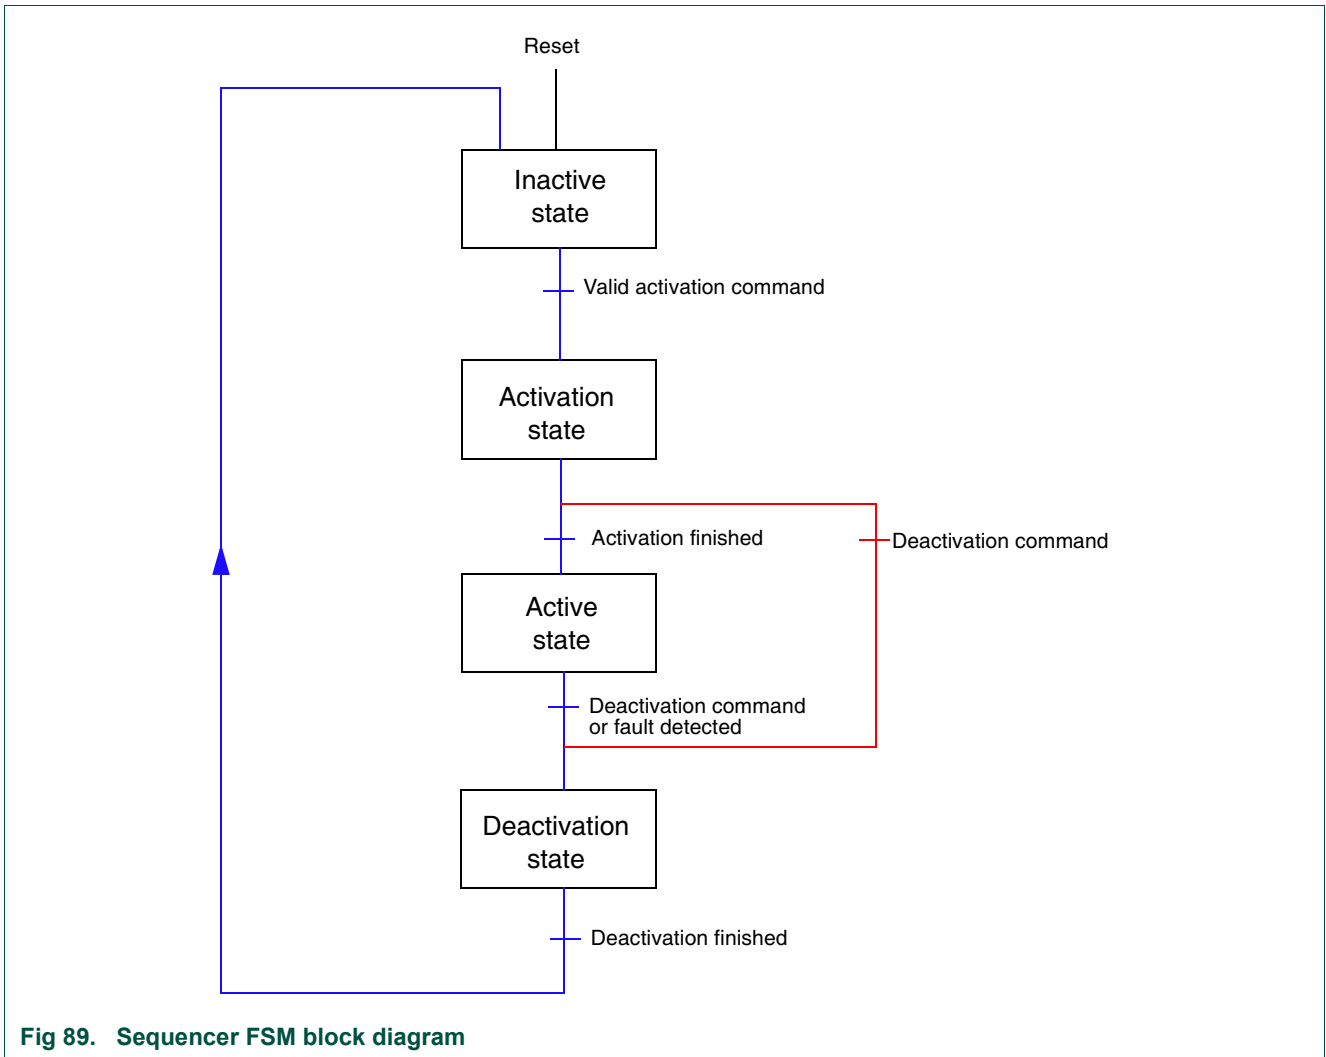 Reset
Inactive
state
Valid activation command
Activation
state
Activation finished
Deactivation command
Active
state
Deactivation command
or fault detected
Deactivation
state
Deactivation finished
Fig 89. Sequencer FSM block diagram